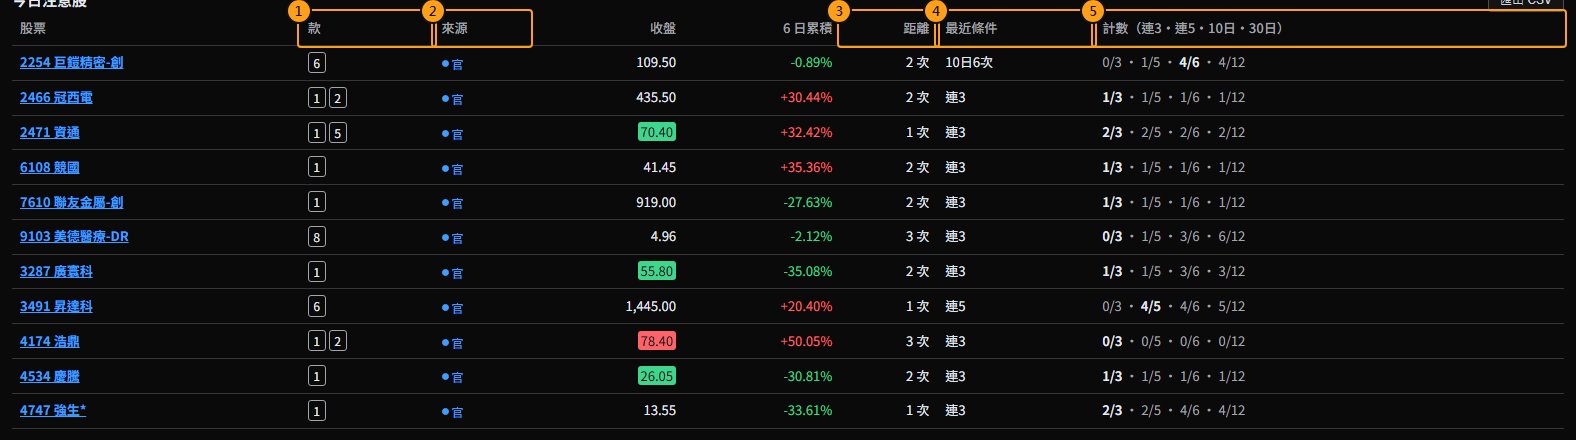 今日注意股 匯出 CSV
1 2 3 4 5
股票 款 來源 收盤 6 日累積 距離 最近條件 計數（連3・連5・10日・30日）
2254 巨鎧精密-創 6 官 109.50 -0.89% 2 次 10日6次 0/3 ・ 1/5 ・ 4/6 ・ 4/12
2466 冠西電 1 2 官 435.50 +30.44% 2 次 連3 1/3 ・ 1/5 ・ 1/6 ・ 1/12
2471 資通 1 5 官 70.40 +32.42% 1 次 連3 2/3 ・ 2/5 ・ 2/6 ・ 2/12
6108 競國 1 官 41.45 +35.36% 2 次 連3 1/3 ・ 1/5 ・ 1/6 ・ 1/12
7610 聯友金屬-創 1 官 919.00 -27.63% 2 次 連3 1/3 ・ 1/5 ・ 1/6 ・ 1/12
9103 美德醫療-DR 8 官 4.96 -2.12% 3 次 連3 0/3 ・ 1/5 ・ 3/6 ・ 6/12
3287 廣寰科 1 官 55.80 -35.08% 2 次 連3 1/3 ・ 1/5 ・ 3/6 ・ 3/12
3491 昇達科 6 官 1,445.00 +20.40% 1 次 連5 0/3 ・ 4/5 ・ 4/6 ・ 5/12
4174 浩鼎 1 2 官 78.40 +50.05% 3 次 連3 0/3 ・ 0/5 ・ 0/6 ・ 0/12
4534 慶騰 1 官 26.05 -30.81% 2 次 連3 1/3 ・ 1/5 ・ 1/6 ・ 1/12
4747 強生* 1 官 13.55 -33.61% 1 次 連3 2/3 ・ 2/5 ・ 4/6 ・ 4/12